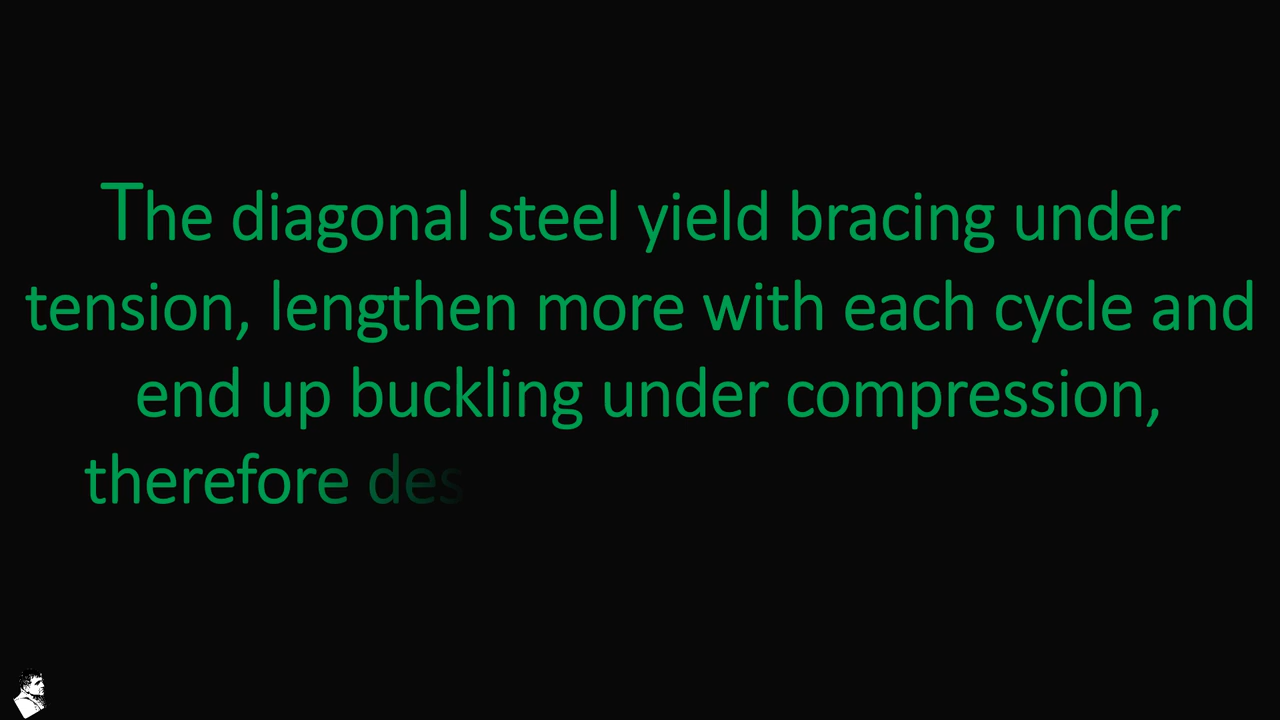 The diagonal steel yield bracing under
tension, lengthen more with each cycle and
end up buckling under compression,
therefore des